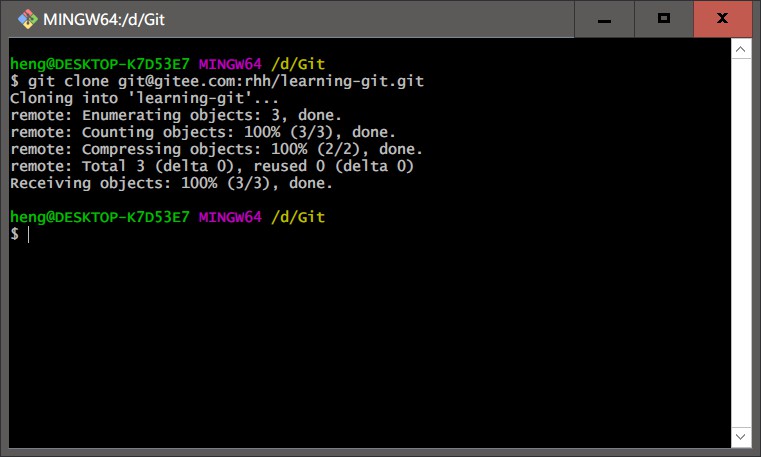 MINGW64:/d/Git
heng@DESKTOP-K7D53E7 MINGW64 /d/Git
$ git clone git@gitee.com:rhh/learning-git.git
Cloning into 'learning-git'...
remote: Enumerating objects: 3, done.
remote: Counting objects: 100% (3/3), done.
remote: Compressing objects: 100% (2/2), done.
remote: Total 3 (delta 0), reused 0 (delta 0)
Receiving objects: 100% (3/3), done.
heng@DESKTOP-K7D53E7 MINGW64 /d/Git
$